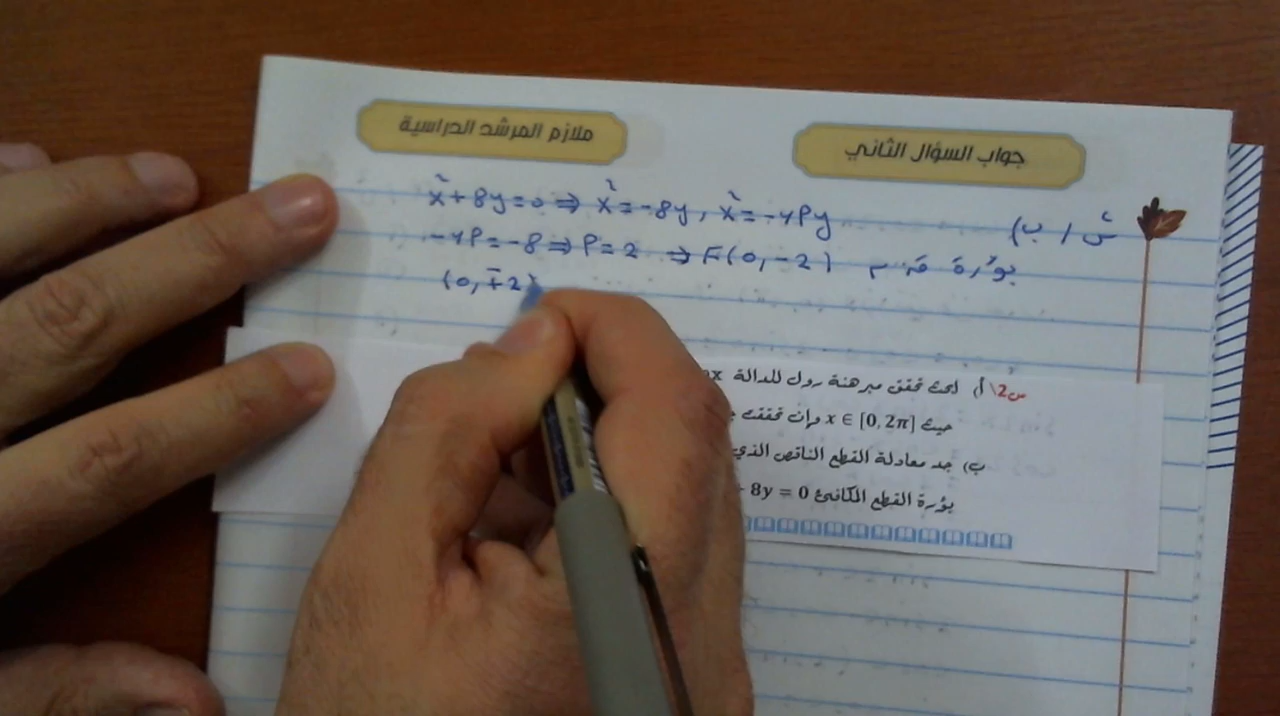 جواب السؤال الثاني
ملازم المرشد الدراسية
س / ب)
x² + 8y = 0 ⇒ x² = -8y, x² = -4Py
-4P = -8 ⇒ P = 2 ⇒ F(0, -2) بؤرة
(0, ∓2)
س2\ أ)
مبرهنة رول للدالة
حيث x ∈ [0, 2π] وإن تحققت
ب) جد معادلة القطع الناقص الذي
بؤرة القطع المكافئ 8y = 0